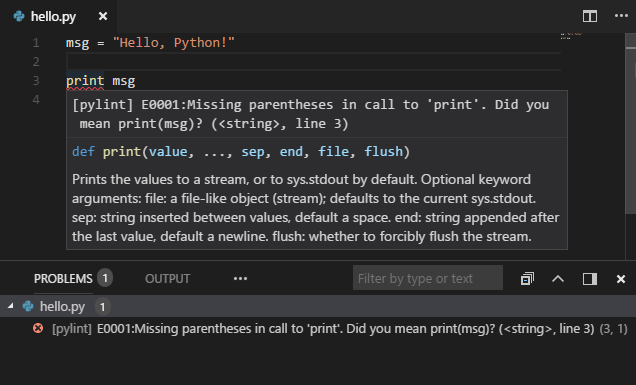 hello.py
1 msg = "Hello, Python!"
2
3 print msg
4
[pylint] E0001:Missing parentheses in call to 'print'. Did you
mean print(msg)? (<string>, line 3)
def print(value, ..., sep, end, file, flush)
Prints the values to a stream, or to sys.stdout by default. Optional keyword
arguments: file: a file-like object (stream); defaults to the current sys.stdout.
sep: string inserted between values, default a space. end: string appended after
the last value, default a newline. flush: whether to forcibly flush the stream.
PROBLEMS 1 OUTPUT ••• Filter by type or text
hello.py 1
[pylint] E0001:Missing parentheses in call to 'print'. Did you mean print(msg)? (<string>, line 3) (3, 1)